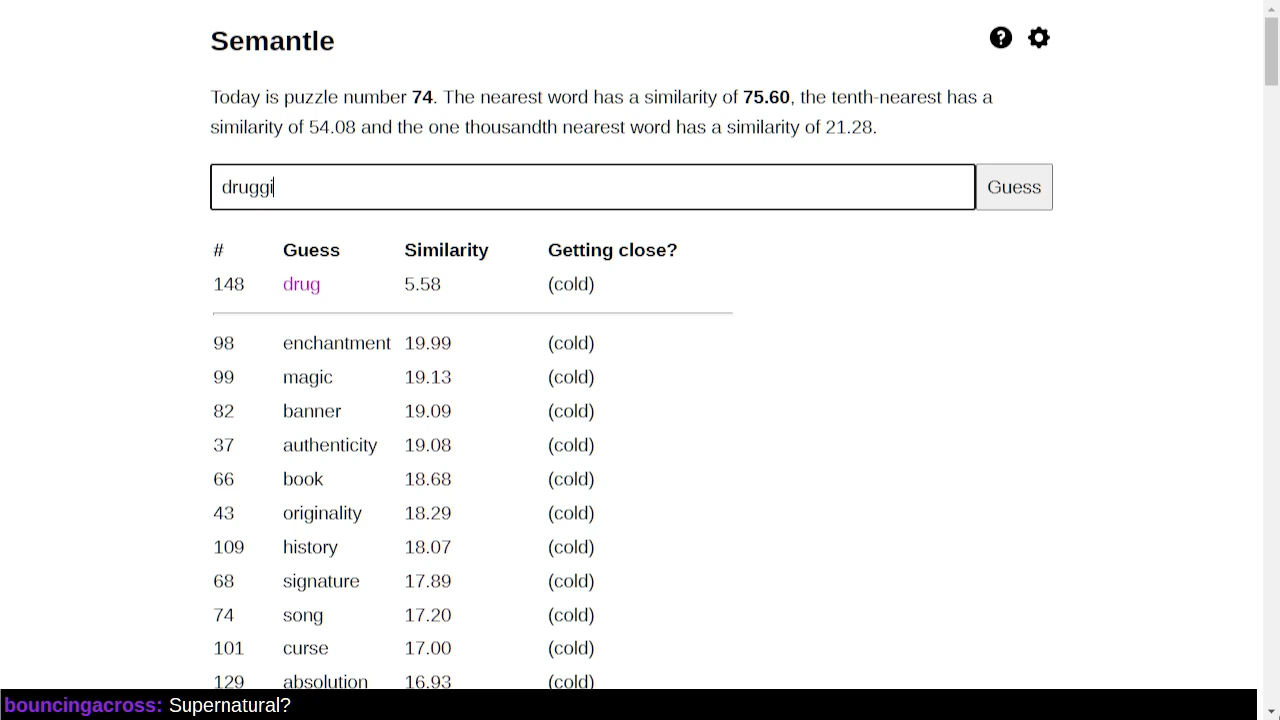 Semantle
Today is puzzle number 74. The nearest word has a similarity of 75.60, the tenth-nearest has a
similarity of 54.08 and the one thousandth nearest word has a similarity of 21.28.
druggi Guess
# Guess Similarity Getting close?
148 drug 5.58 (cold)
98 enchantment 19.99 (cold)
99 magic 19.13 (cold)
82 banner 19.09 (cold)
37 authenticity 19.08 (cold)
66 book 18.68 (cold)
43 originality 18.29 (cold)
109 history 18.07 (cold)
68 signature 17.89 (cold)
74 song 17.20 (cold)
101 curse 17.00 (cold)
129 absolution 16.93 (cold)
bouncingacross: Supernatural?